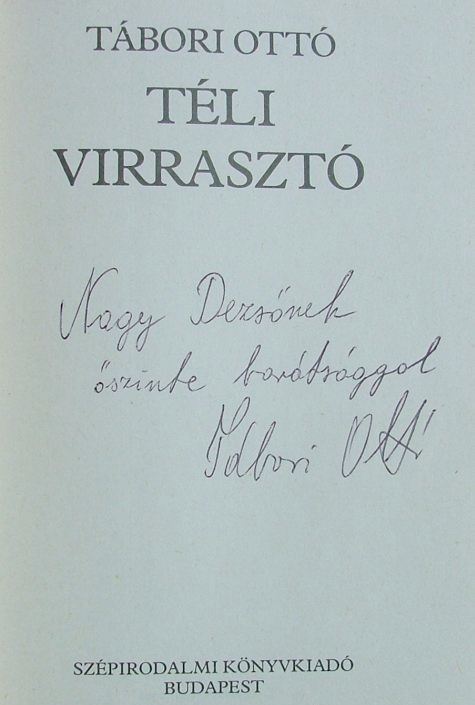 TÁBORI OTTÓ
TÉLI
VIRRASZTÓ
Nagy Dezsőnek
őszinte barátsággal
Tábori Ottó
SZÉPIRODALMI KÖNYVKIADÓ
BUDAPEST